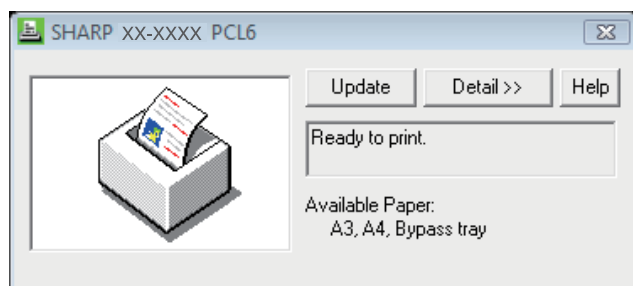 SHARP XX-XXXX PCL6
Update Detail >> Help
Ready to print.
Available Paper:
A3, A4, Bypass tray